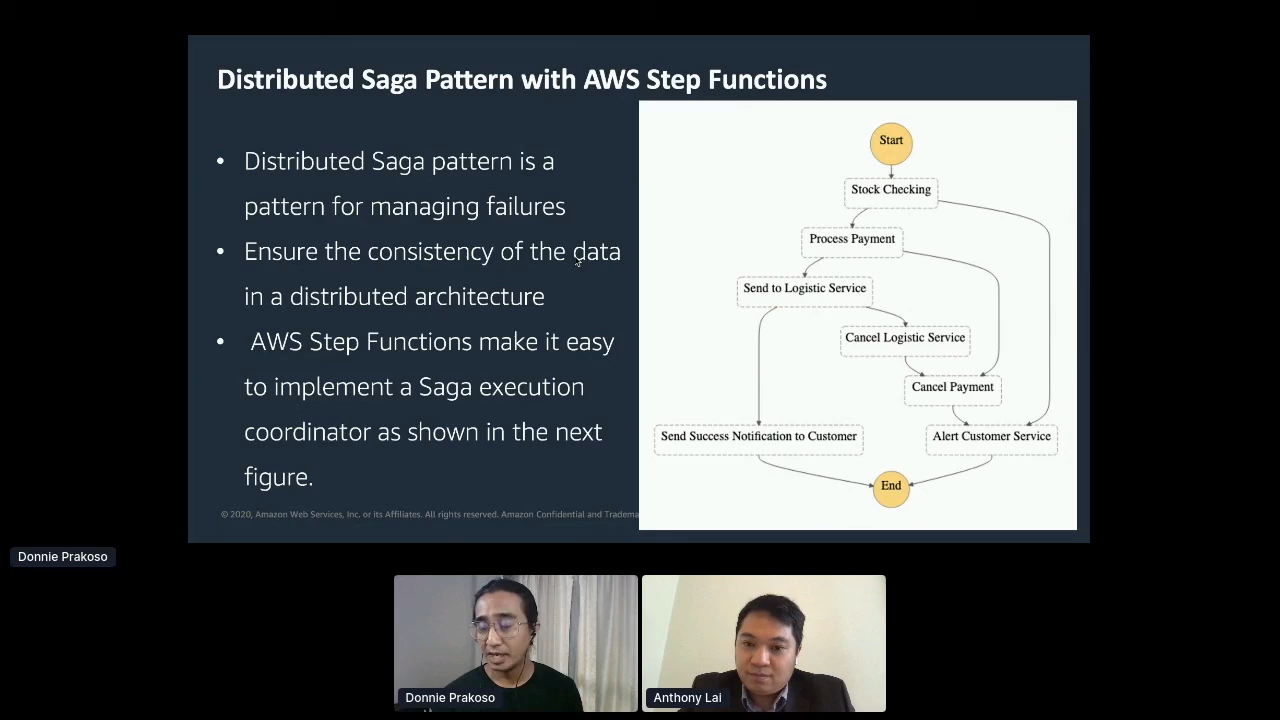 Distributed Saga Pattern with AWS Step Functions
• Distributed Saga pattern is a
pattern for managing failures
• Ensure the consistency of the data
in a distributed architecture
• AWS Step Functions make it easy
to implement a Saga execution
coordinator as shown in the next
figure.
© 2020, Amazon Web Services, Inc. or its Affiliates. All rights reserved. Amazon Confidential and Tradema
Start
Stock Checking
Process Payment
Send to Logistic Service
Cancel Logistic Service
Cancel Payment
Send Success Notification to Customer
Alert Customer Service
End
Donnie Prakoso
Donnie Prakoso
Anthony Lai